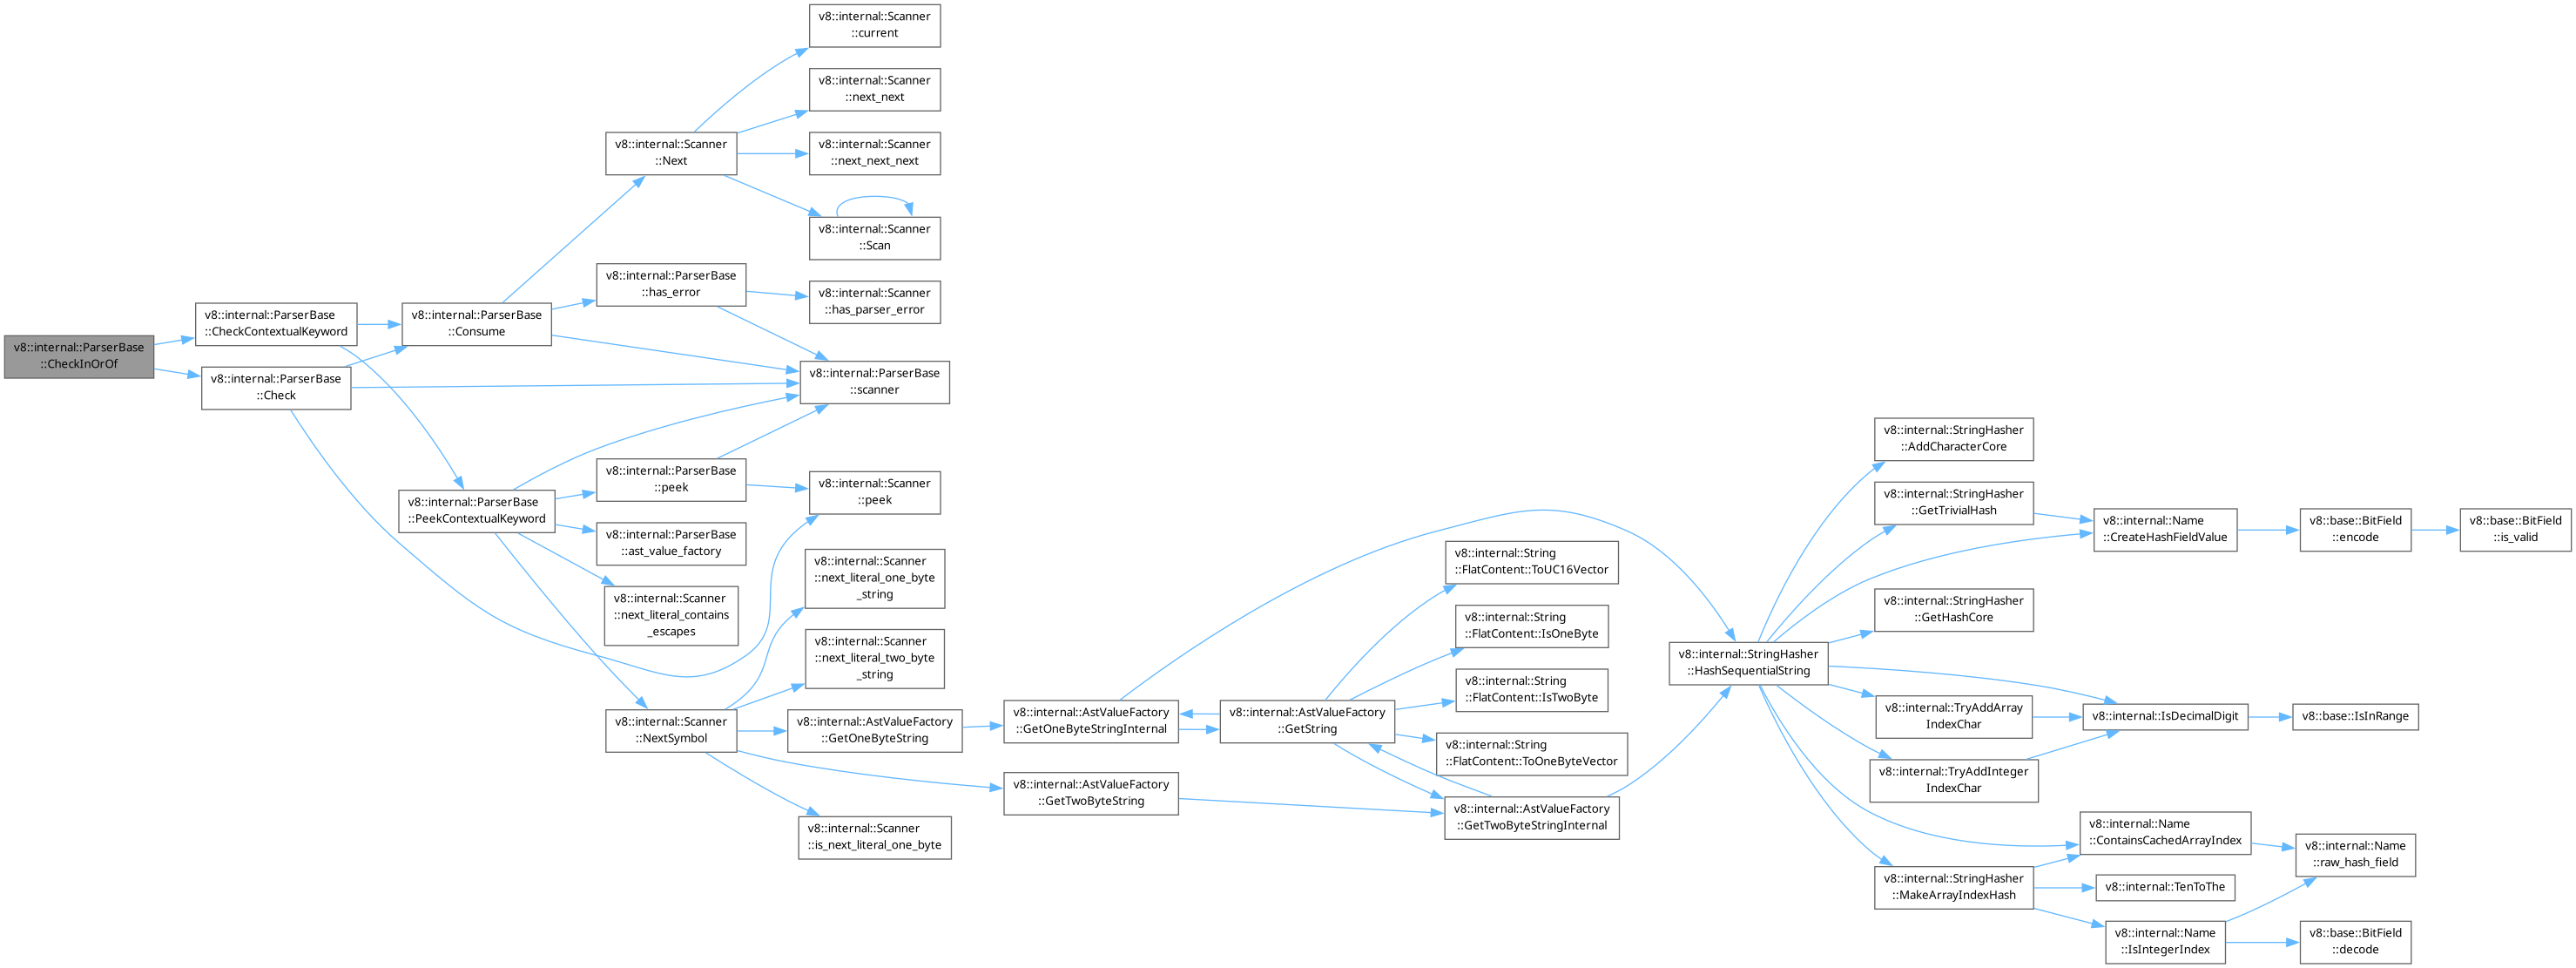 v8::internal::ParserBase
::CheckInOrOf
v8::internal::ParserBase
::CheckContextualKeyword
v8::internal::ParserBase
::Check
v8::internal::ParserBase
::Consume
v8::internal::ParserBase
::PeekContextualKeyword
v8::internal::Scanner
::Next
v8::internal::ParserBase
::has_error
v8::internal::ParserBase
::peek
v8::internal::ParserBase
::ast_value_factory
v8::internal::Scanner
::next_literal_contains
_escapes
v8::internal::Scanner
::NextSymbol
v8::internal::Scanner
::current
v8::internal::Scanner
::next_next
v8::internal::Scanner
::next_next_next
v8::internal::Scanner
::Scan
v8::internal::Scanner
::has_parser_error
v8::internal::ParserBase
::scanner
v8::internal::Scanner
::peek
v8::internal::Scanner
::next_literal_one_byte
_string
v8::internal::Scanner
::next_literal_two_byte
_string
v8::internal::AstValueFactory
::GetOneByteString
v8::internal::Scanner
::is_next_literal_one_byte
v8::internal::AstValueFactory
::GetOneByteStringInternal
v8::internal::AstValueFactory
::GetTwoByteString
v8::internal::AstValueFactory
::GetString
v8::internal::String
::FlatContent::ToUC16Vector
v8::internal::String
::FlatContent::IsOneByte
v8::internal::String
::FlatContent::IsTwoByte
v8::internal::String
::FlatContent::ToOneByteVector
v8::internal::AstValueFactory
::GetTwoByteStringInternal
v8::internal::StringHasher
::HashSequentialString
v8::internal::StringHasher
::AddCharacterCore
v8::internal::StringHasher
::GetTrivialHash
v8::internal::StringHasher
::GetHashCore
v8::internal::TryAddArray
IndexChar
v8::internal::TryAddInteger
IndexChar
v8::internal::StringHasher
::MakeArrayIndexHash
v8::internal::Name
::CreateHashFieldValue
v8::internal::IsDecimalDigit
v8::internal::Name
::ContainsCachedArrayIndex
v8::internal::TenToThe
v8::internal::Name
::IsIntegerIndex
v8::base::BitField
::encode
v8::base::IsInRange
v8::internal::Name
::raw_hash_field
v8::base::BitField
::decode
v8::base::BitField
::is_valid